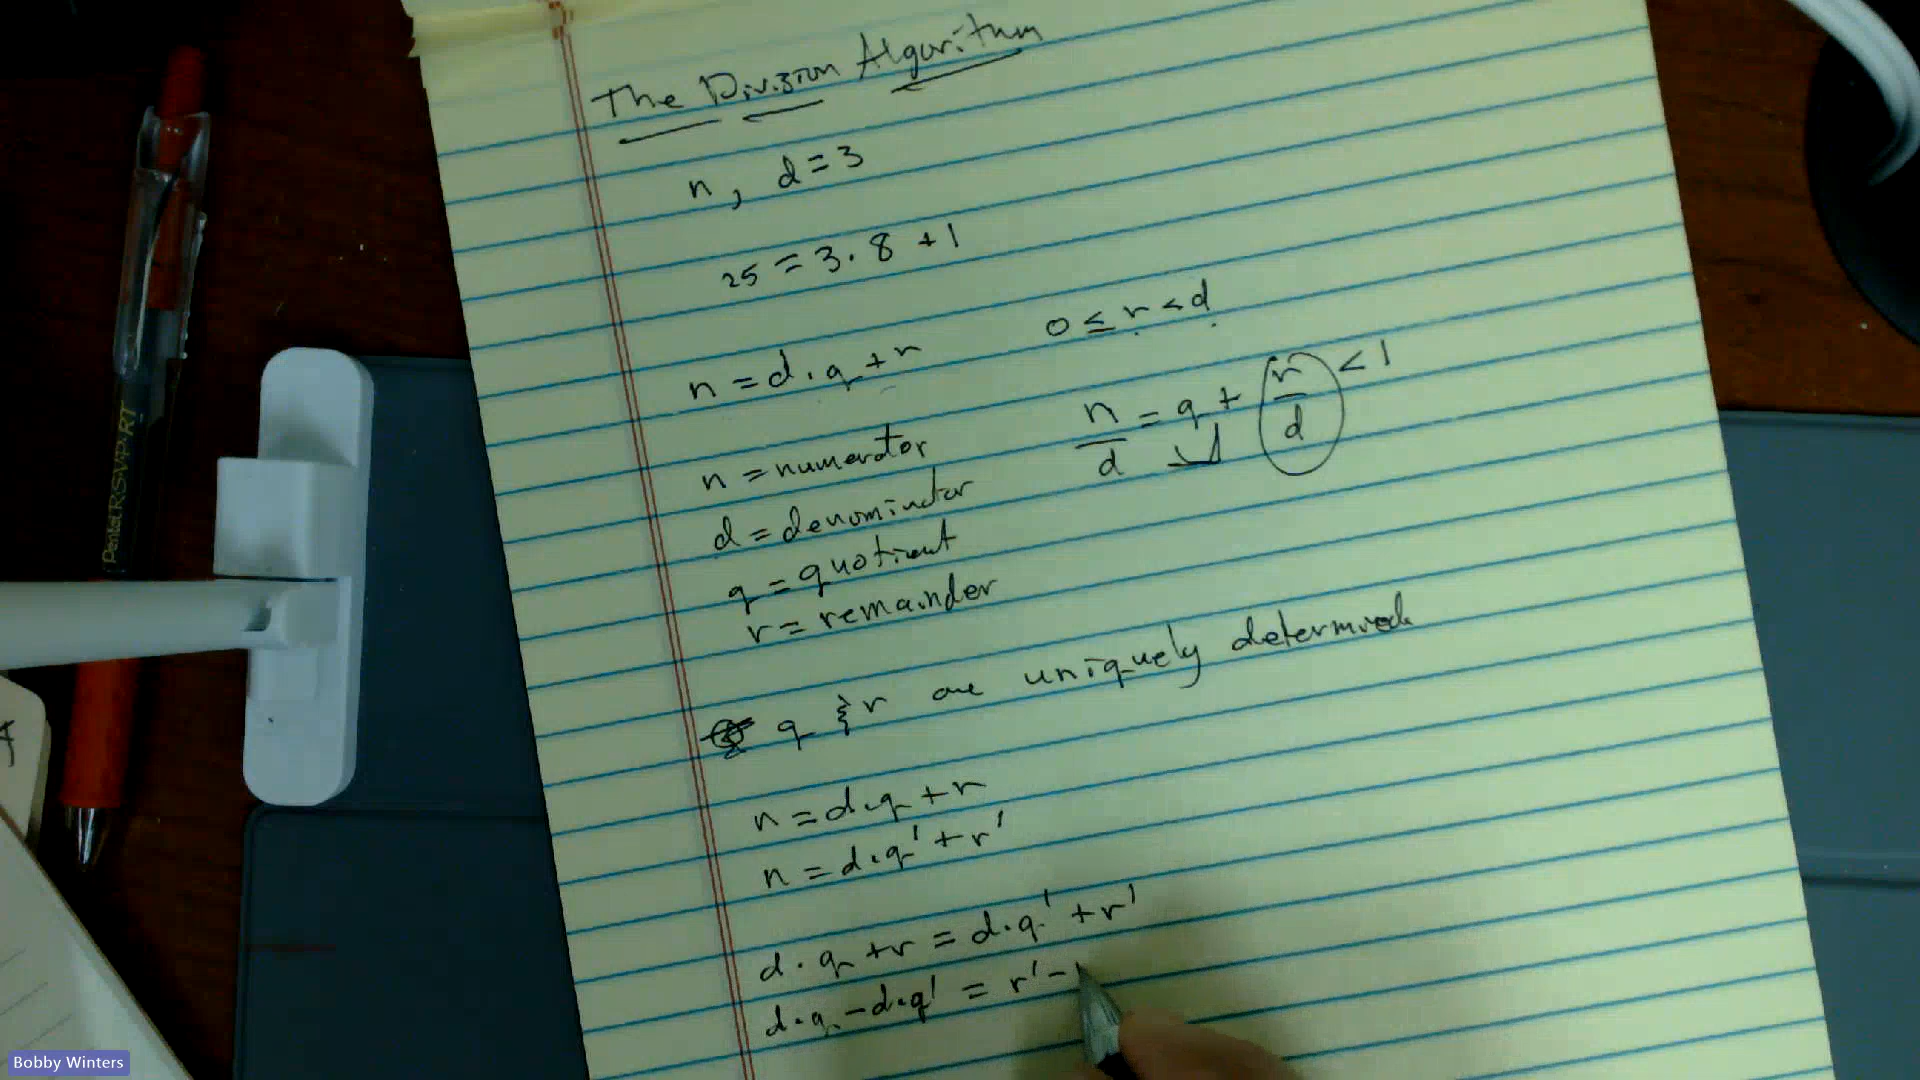 The Division Algorithm
n, d = 3
25 = 3 · 8 + 1
n = d · q + r
0 ≤ r < d
n/d = q + r/d < 1
n = numerator
d = denominator
q = quotient
r = remainder
q & r are uniquely determined
n = d · q + r
n = d · q' + r'
d · q + r = d · q' + r'
d · q - d · q' = r' -
Pentel R.S.V.P. RT
Bobby Winters